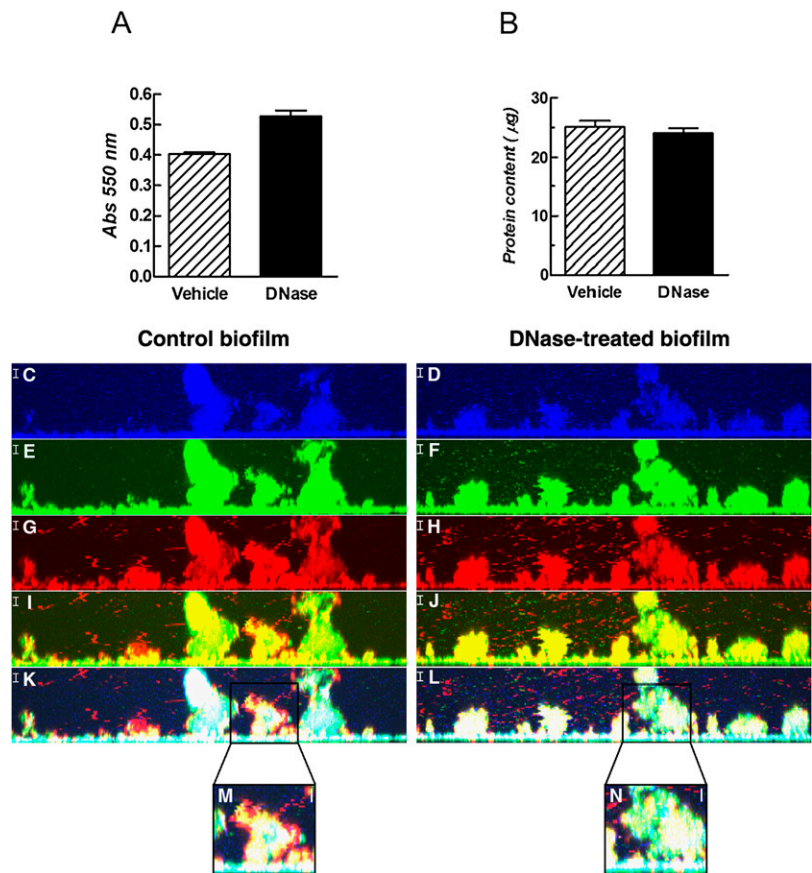 A
B
0.6
0.5
0.4
0.3
0.2
0.1
0.0
Abs 550 nm
Vehicle
DNase
30
20
10
0
Protein content ( µg)
Vehicle
DNase
Control biofilm
DNase-treated biofilm
C
D
E
F
G
H
I
J
K
L
M
N